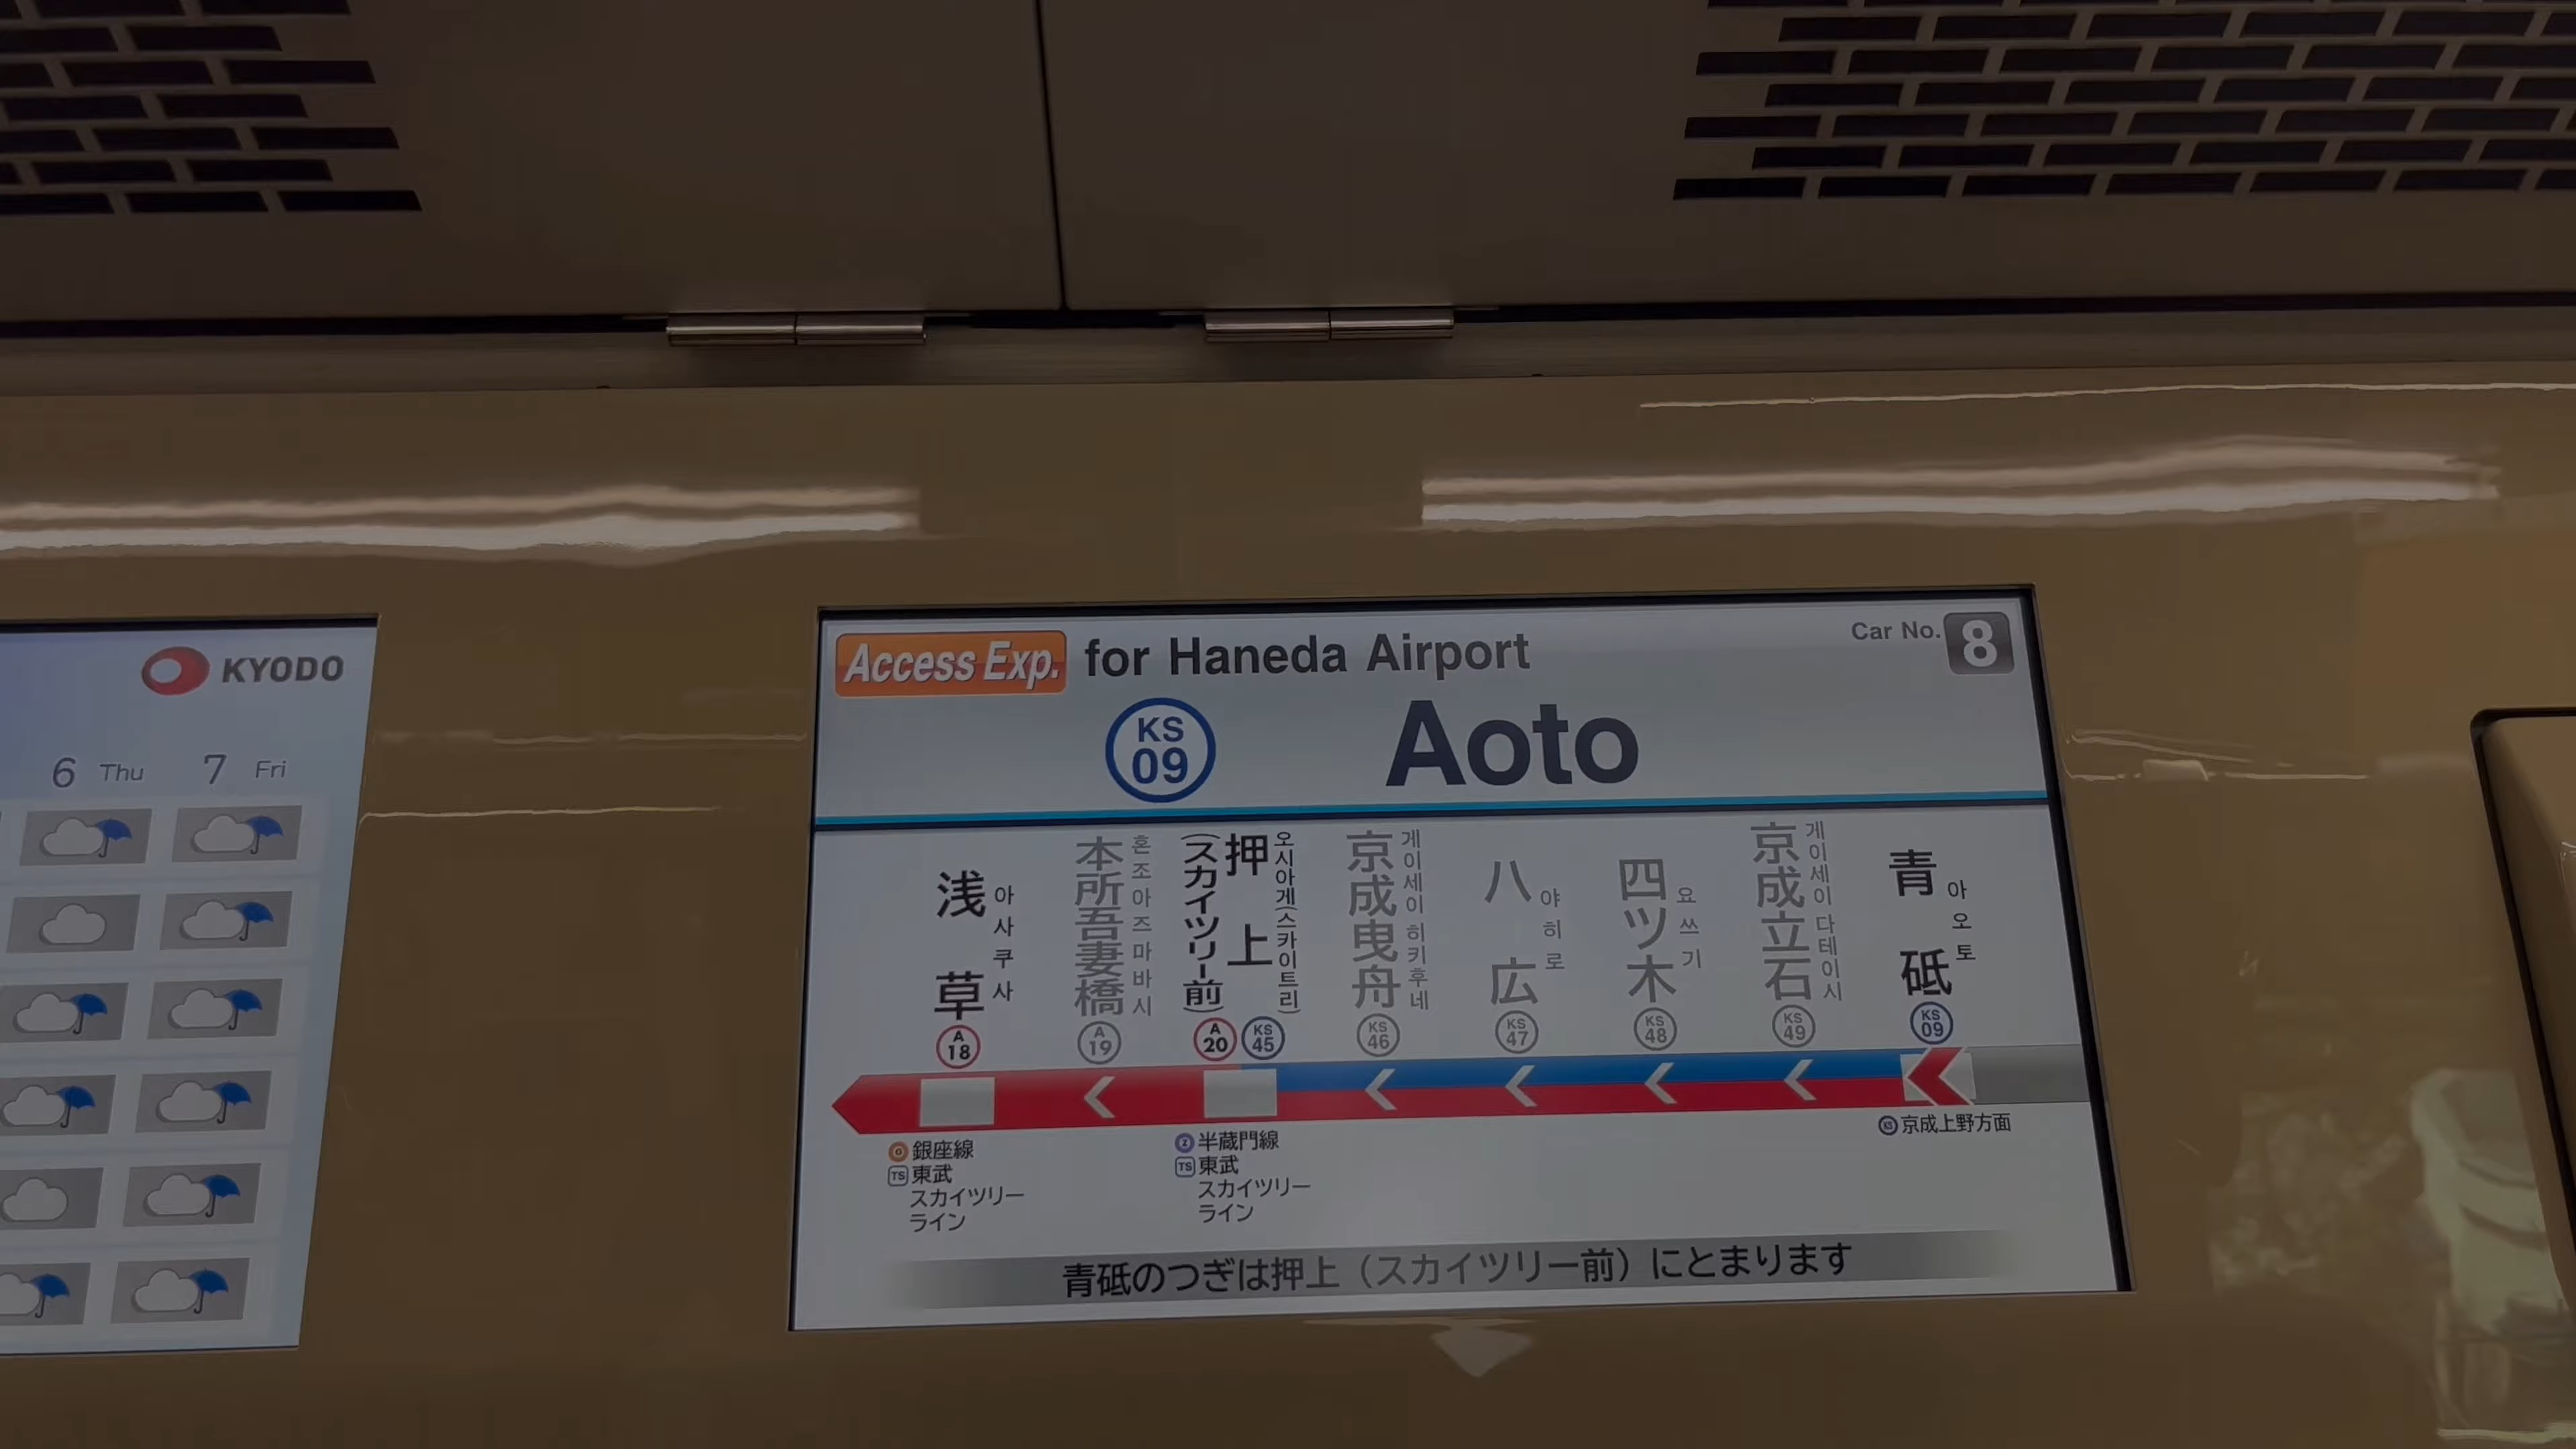 KYODO
6 Thu 7 Fri
Access Exp. for Haneda Airport
Car No. 8
KS 09 Aoto
浅草 아사쿠사
本所吾妻橋 혼조아즈마바시
押上(スカイツリー前) 오시아게(스카이트리)
京成曳舟 게이세이 히키후네
八広 야히로
四ツ木 요쓰기
京成立石 게이세이 다테이시
青砥 아오토
A 18
A 19
A 20 KS 45
KS 46
KS 47
KS 48
KS 49
KS 09
G 銀座線
TS 東武
スカイツリー
ライン
Z 半蔵門線
TS 東武
スカイツリー
ライン
KS 京成上野方面
青砥のつぎは押上（スカイツリー前）にとまります